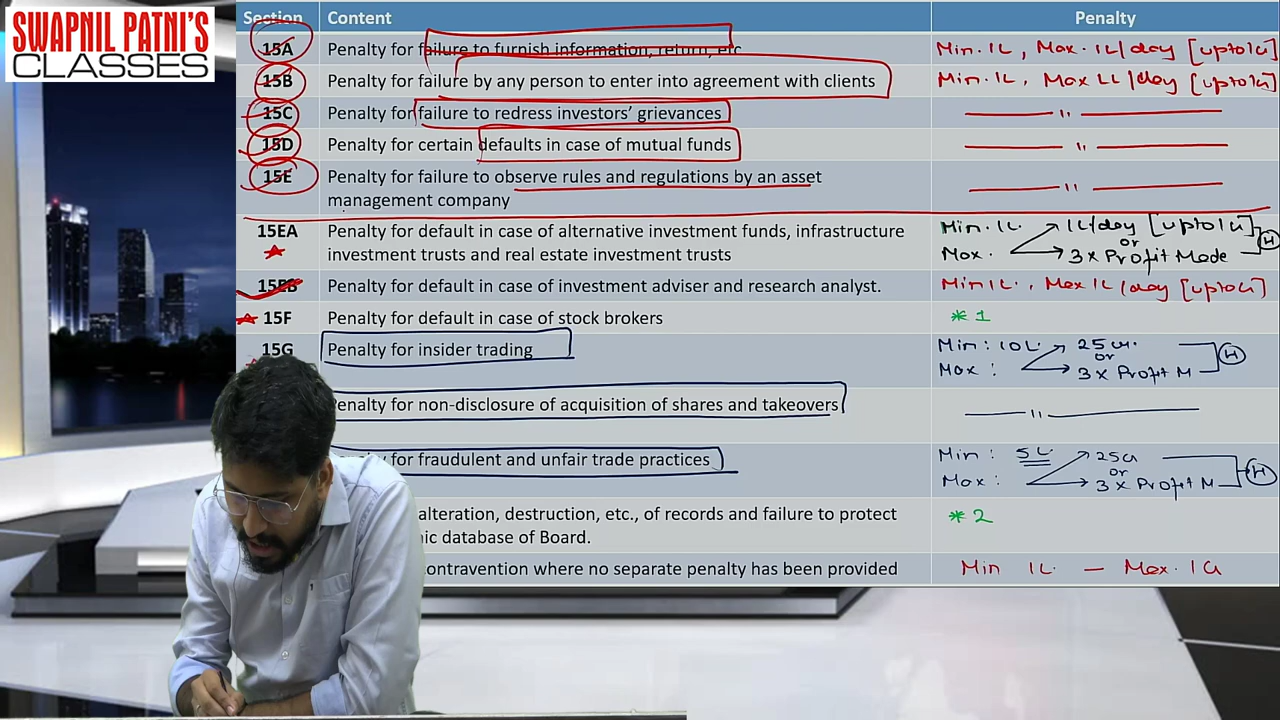 SWAPNIL PATNI'S
CLASSES
Section Content Penalty
15A Penalty for failure to furnish information, return, etc Min. 1L, Max. 1L/day [upto 1cr
15B Penalty for failure by any person to enter into agreement with clients Min. 1L, Max 1L/day [upto 1cr]
15C Penalty for failure to redress investors' grievances — " —
15D Penalty for certain defaults in case of mutual funds — " —
15E Penalty for failure to observe rules and regulations by an asset — " —
management company
15EA Penalty for default in case of alternative investment funds, infrastructure Min. 1L. 1L/day [upto 1cr]
or
investment trusts and real estate investment trusts Max. 3x Profit Made H
15EB Penalty for default in case of investment adviser and research analyst. Min 1L., Max 1L/day [upto 1cr]
15F Penalty for default in case of stock brokers *1
15G Penalty for insider trading Min: 10L 25cr.
or
Max: 3x Profit M H
Penalty for non-disclosure of acquisition of shares and takeovers — " —
for fraudulent and unfair trade practices Min: 5L 25cr
or
Max: 3x Profit M H
alteration, destruction, etc., of records and failure to protect *2
database of Board.
contravention where no separate penalty has been provided Min 1L. — Max. 1cr